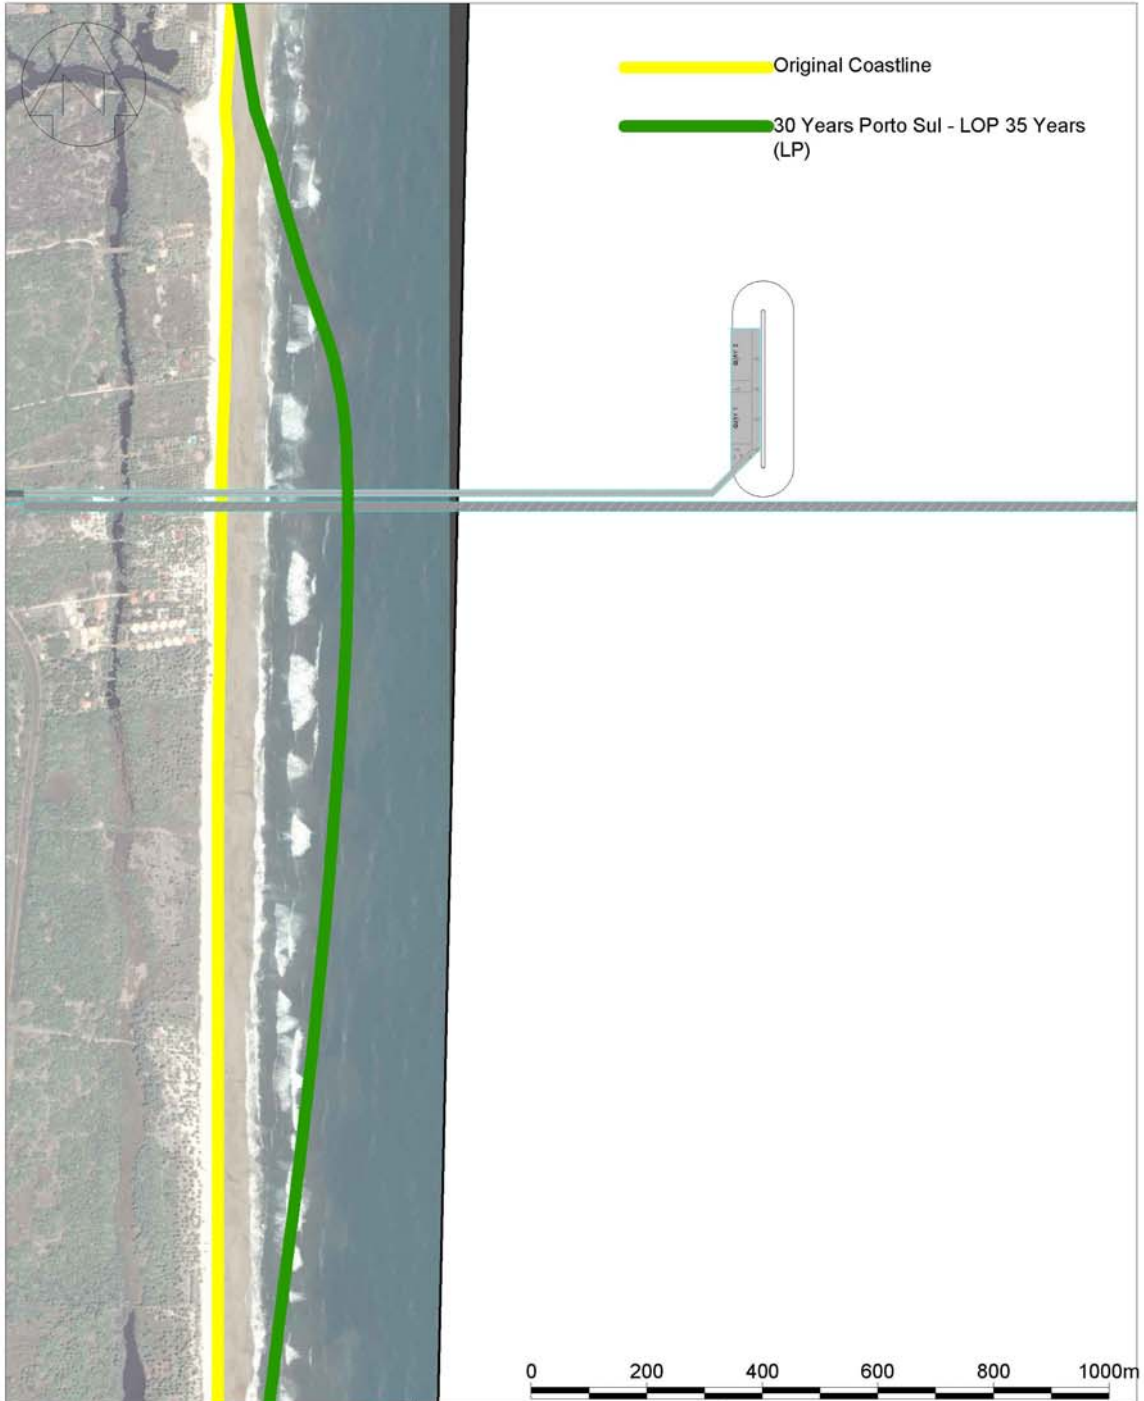 N
Original Coastline
30 Years Porto Sul - LOP 35 Years
(LP)
0 200 400 600 800 1000m